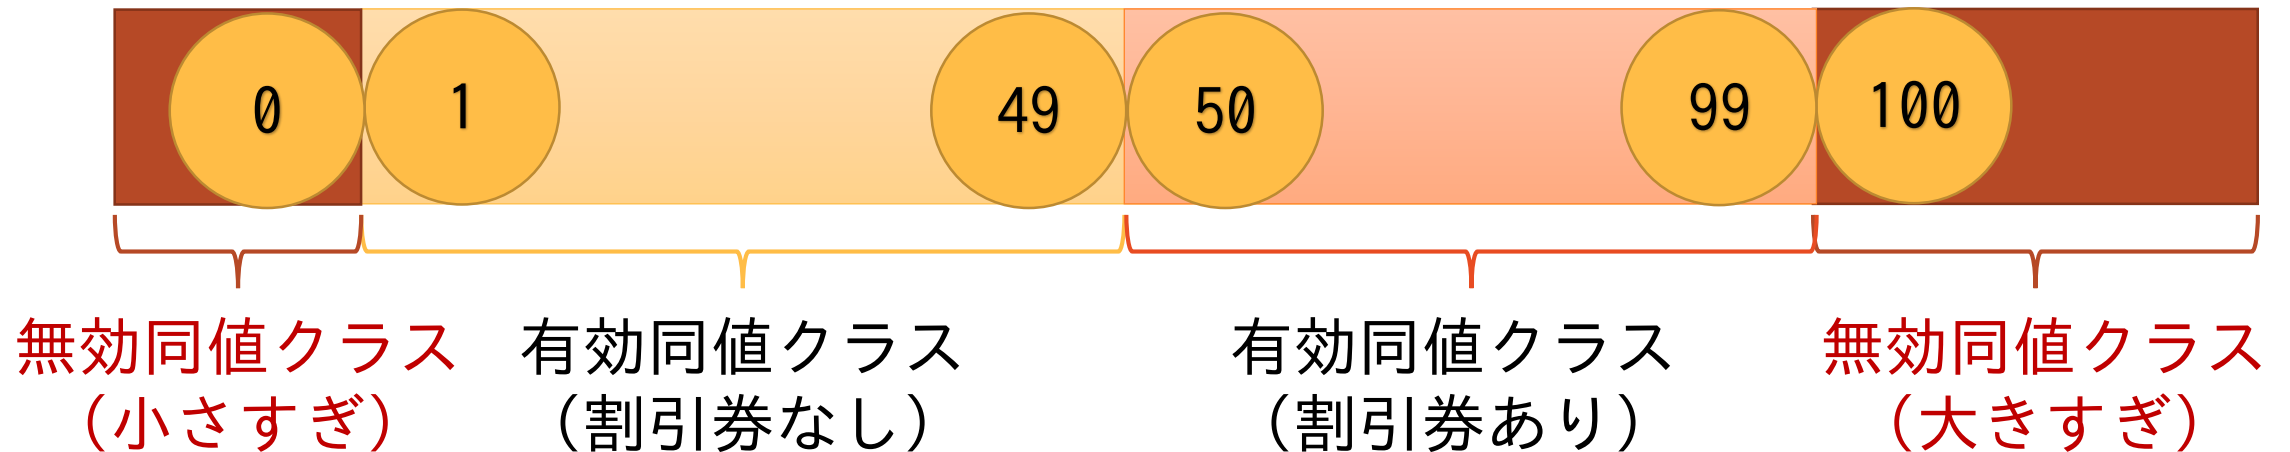 0 1 49 50 99 100
無効同値クラス 有効同値クラス 有効同値クラス 無効同値クラス
（小さすぎ） （割引券なし） （割引券あり） （大きすぎ）